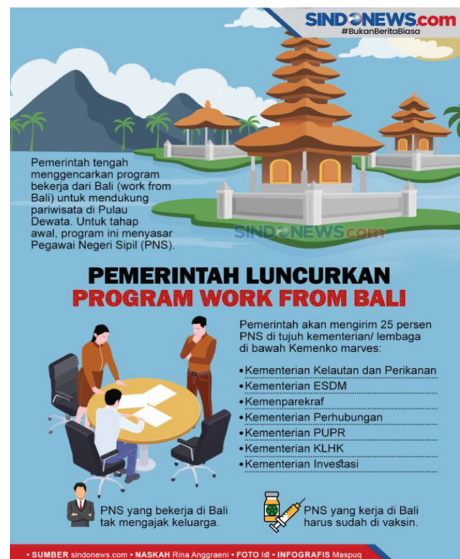 SINDONEWS.com
#BukanBeritaBiasa
Pemerintah tengah
menggencarkan program
bekerja dari Bali (work from
Bali) untuk mendukung
pariwisata di Pulau
Dewata. Untuk tahap
awal, program ini menyasar
Pegawai Negeri Sipil (PNS).
SINDONEWS.com
PEMERINTAH LUNCURKAN
PROGRAM WORK FROM BALI
Pemerintah akan mengirim 25 persen
PNS di tujuh kementerian/ lembaga
di bawah Kemenko marves:
• Kementerian Kelautan dan Perikanan
• Kementerian ESDM
• Kemenparekraf
• Kementerian Perhubungan
• Kementerian PUPR
• Kementerian KLHK
• Kementerian Investasi
PNS yang bekerja di Bali
tak mengajak keluarga.
PNS yang kerja di Bali
harus sudah di vaksin.
• SUMBER sindonews.com • NASKAH Rina Anggraeni • FOTO Ist • INFOGRAFIS Maspuq